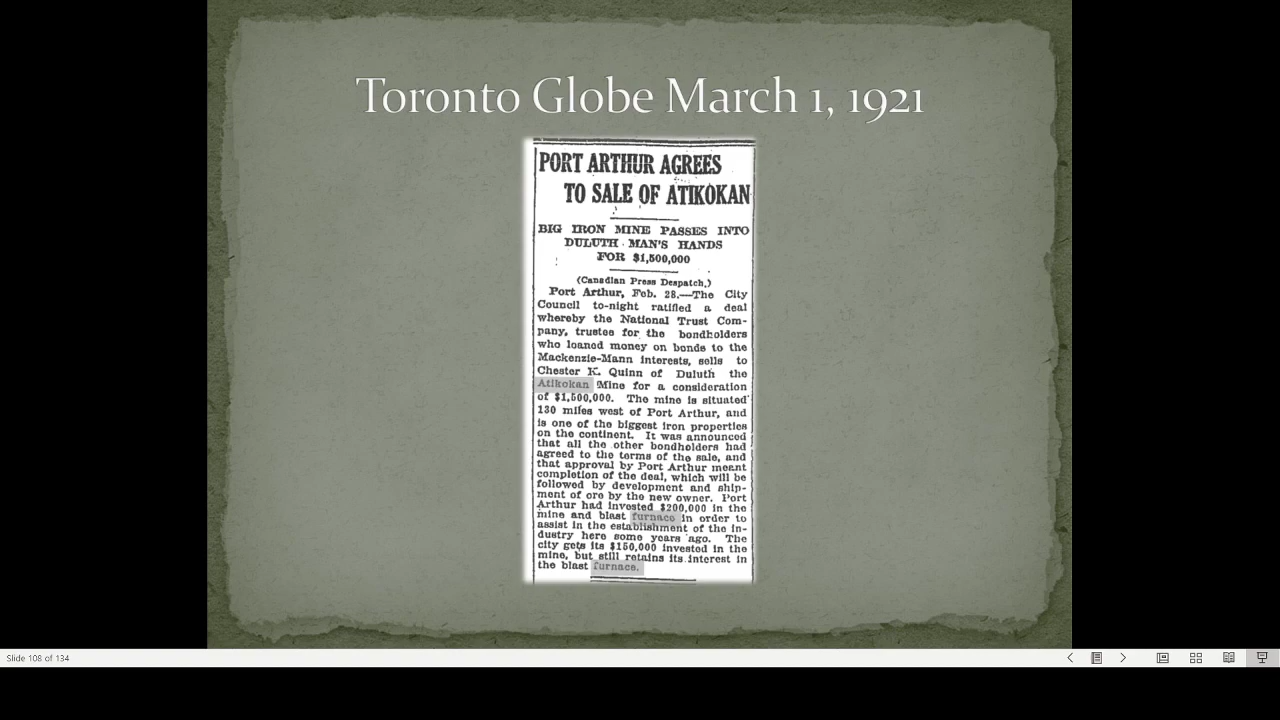 Toronto Globe March 1, 1921
PORT ARTHUR AGREES
TO SALE OF ATIKOKAN
BIG IRON MINE PASSES INTO
DULUTH MAN'S HANDS
FOR $1,500,000
(Canadian Press Despatch.)
Port Arthur, Feb. 28.—The City
Council to-night ratified a deal
whereby the National Trust Com-
pany, trustee for the bondholders
who loaned money on bonds to the
Mackenzie-Mann interests, sells to
Chester K. Quinn of Duluth the
Atikokan Mine for a consideration
of $1,500,000. The mine is situated
130 miles west of Port Arthur, and
is one of the biggest iron properties
on the continent. It was announced
that all the other bondholders had
agreed to the terms of the sale, and
that approval by Port Arthur meant
completion of the deal, which will be
followed by development and ship-
ment of ore by the new owner. Port
Arthur had invested $200,000 in the
mine and blast furnace in order to
assist in the establishment of the in-
dustry here some years ago. The
city gets its $150,000 invested in the
mine, but still retains its interest in
the blast furnace.
Slide 108 of 134